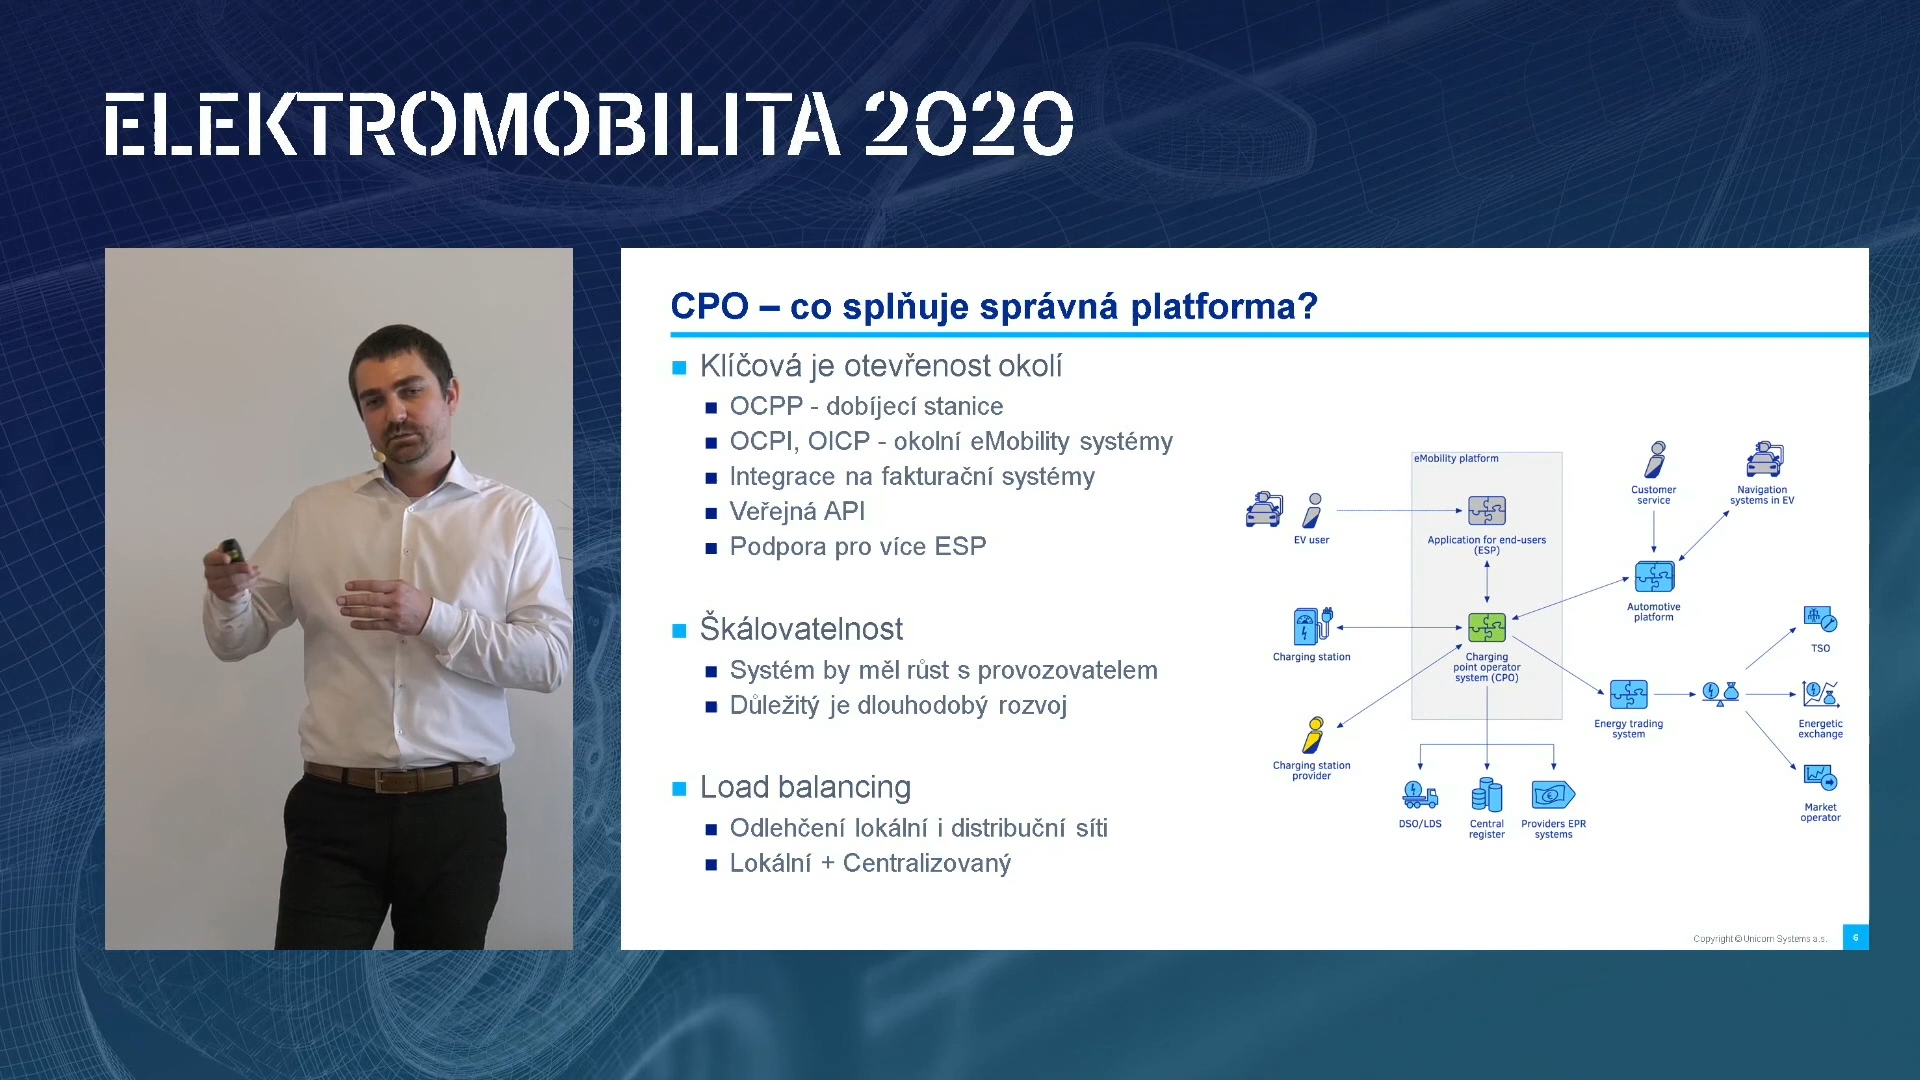 ELEKTROMOBILITA 2020
CPO – co splňuje správná platforma?
Klíčová je otevřenost okolí
OCPP - dobíjecí stanice
OCPI, OICP - okolní eMobility systémy
Integrace na fakturační systémy
Veřejná API
Podpora pro více ESP
Škálovatelnost
Systém by měl růst s provozovatelem
Důležitý je dlouhodobý rozvoj
Load balancing
Odlehčení lokální i distribuční síti
Lokální + Centralizovaný
eMobility platform
EV user
Application for end-users
(ESP)
Customer
service
Navigation
systems in EV
Automotive
platform
Charging station
Charging
point operator
system (CPO)
TSO
Energy trading
system
Energetic
exchange
Charging station
provider
Market
operator
DSO/LDS
Central
register
Providers EPR
systems
Copyright © Unicorn Systems a.s.
6